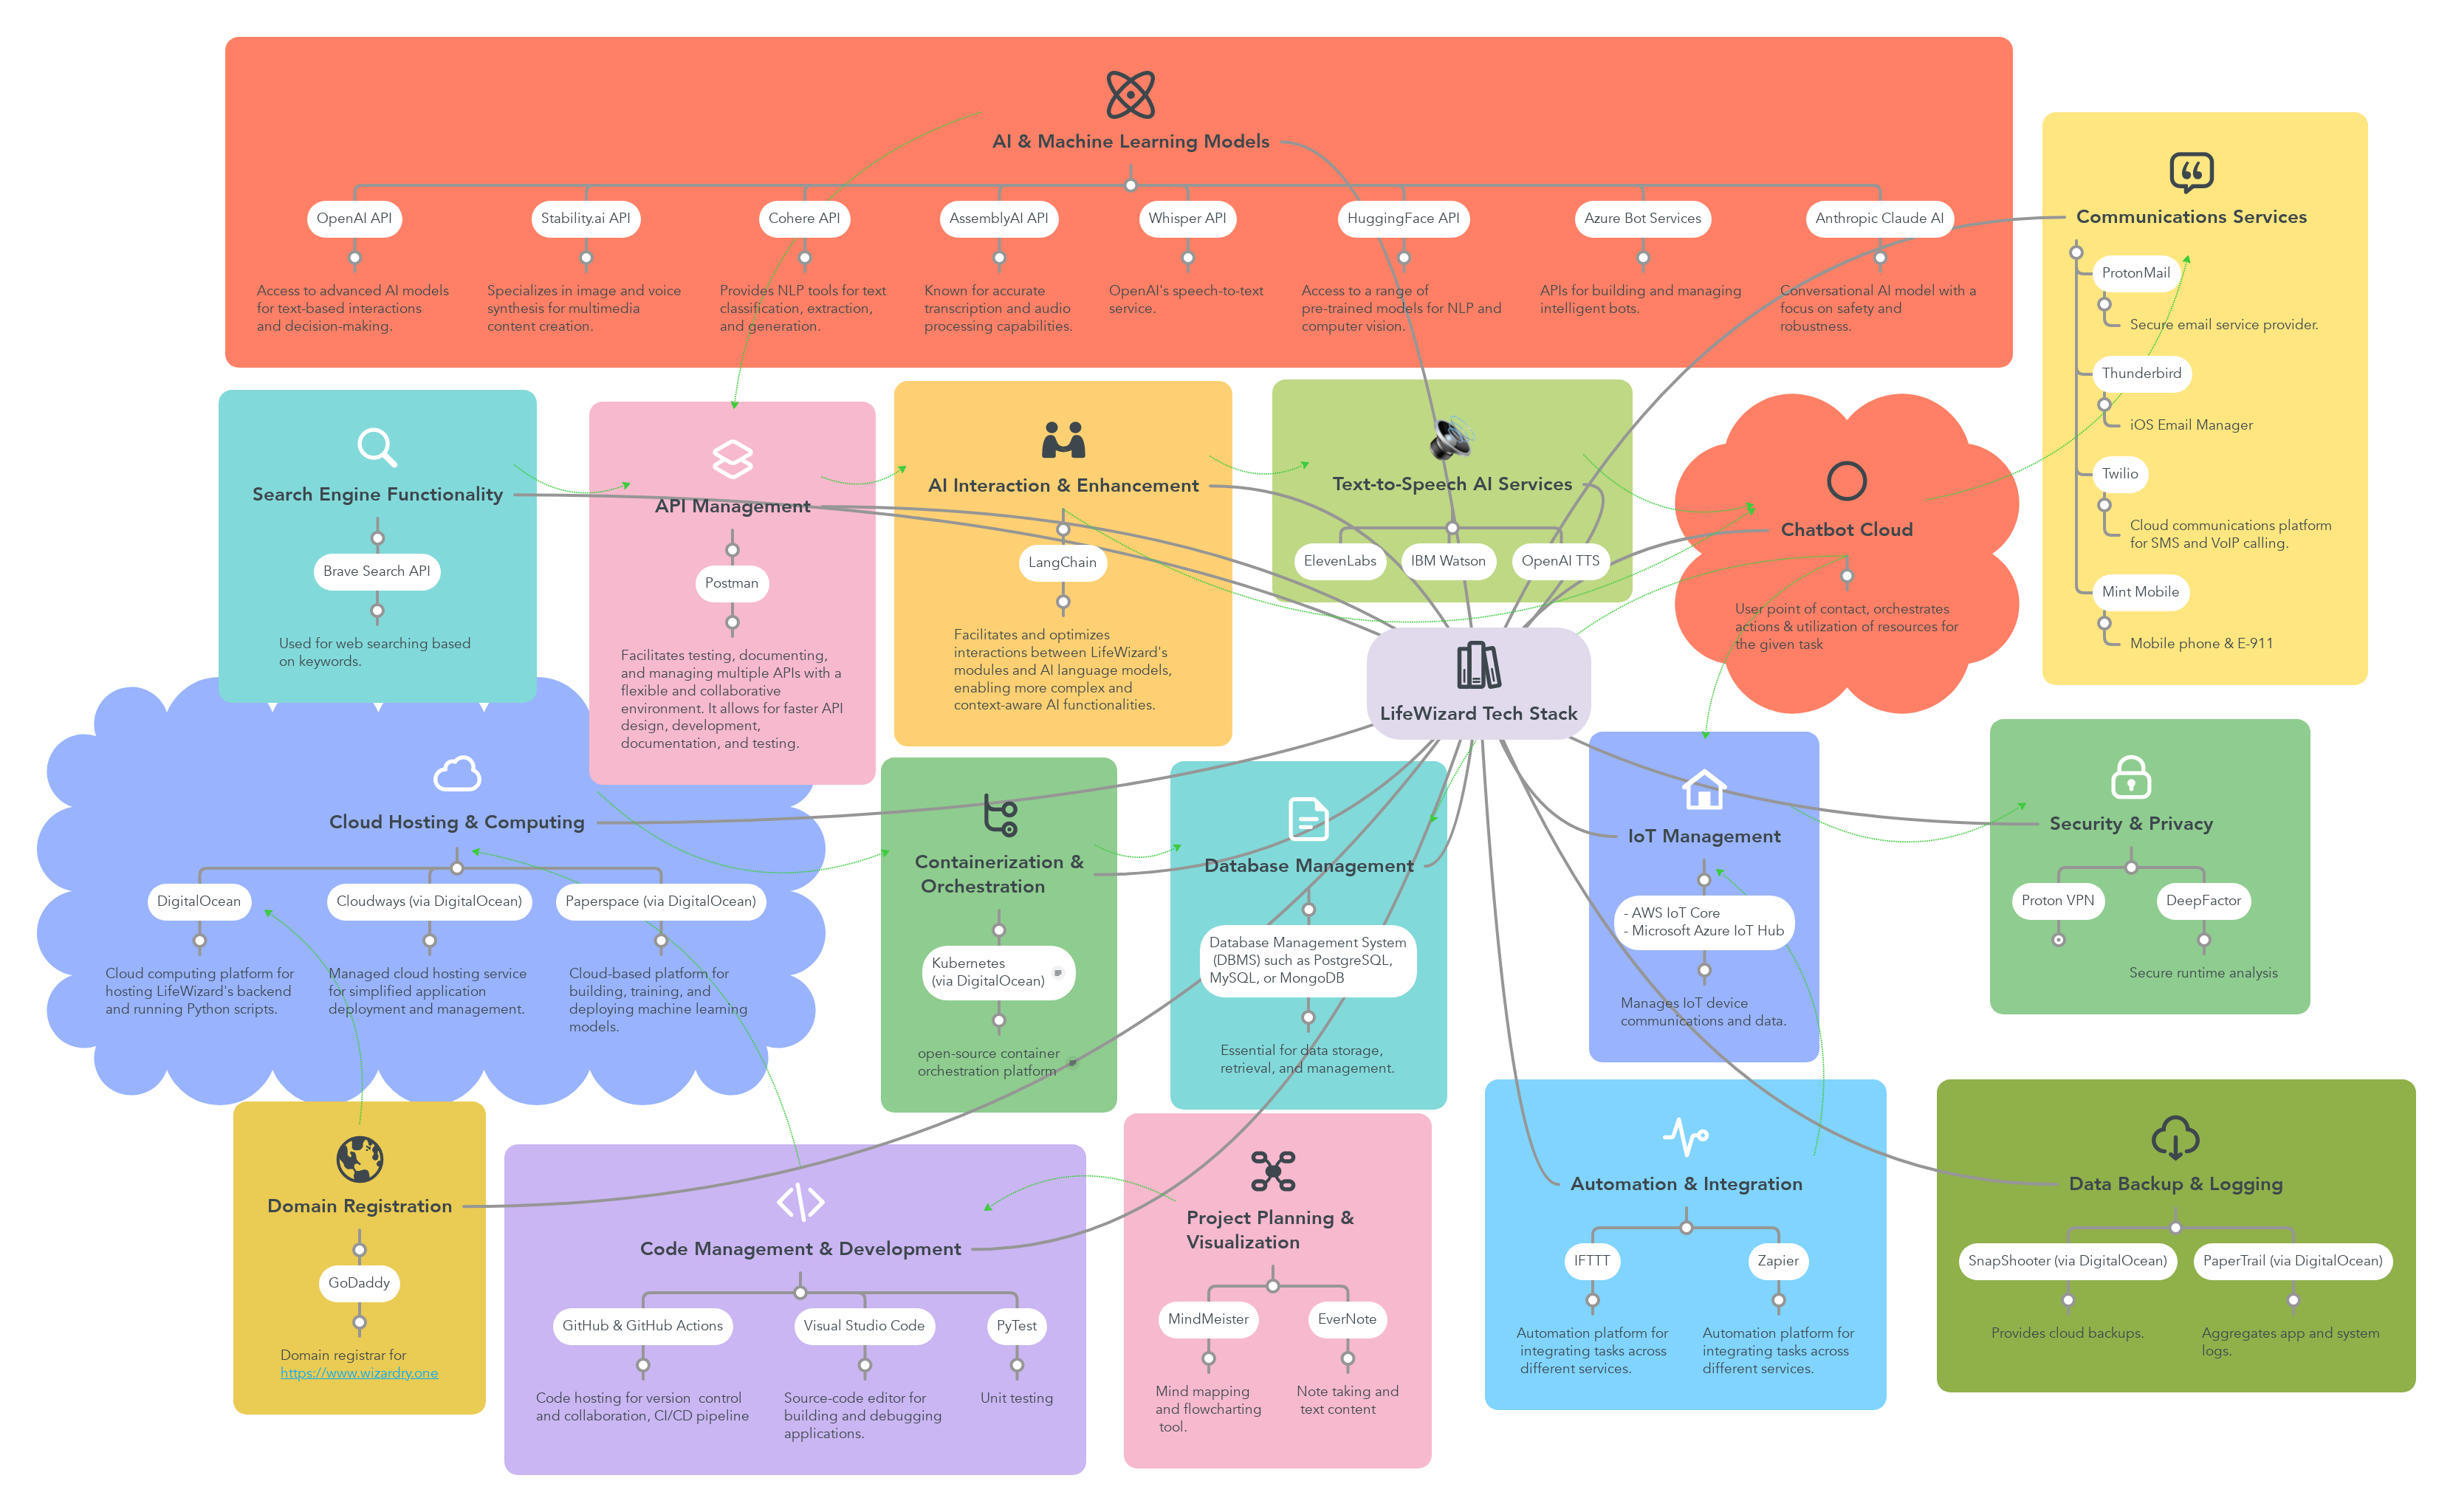 AI & Machine Learning Models
OpenAI API
Access to advanced AI models
for text-based interactions
and decision-making.
Stability.ai API
Specializes in image and voice
synthesis for multimedia
content creation.
Cohere API
Provides NLP tools for text
classification, extraction,
and generation.
AssemblyAI API
Known for accurate
transcription and audio
processing capabilities.
Whisper API
OpenAI's speech-to-text
service.
HuggingFace API
Access to a range of
pre-trained models for NLP and
computer vision.
Azure Bot Services
APIs for building and managing
intelligent bots.
Anthropic Claude AI
Conversational AI model with a
focus on safety and
robustness.
Communications Services
ProtonMail
Secure email service provider.
Thunderbird
iOS Email Manager
Twilio
Cloud communications platform
for SMS and VoIP calling.
Mint Mobile
Mobile phone & E-911
Search Engine Functionality
Brave Search API
Used for web searching based
on keywords.
API Management
Postman
Facilitates testing, documenting,
and managing multiple APIs with a
flexible and collaborative
environment. It allows for faster API
design, development,
documentation, and testing.
AI Interaction & Enhancement
LangChain
Facilitates and optimizes
interactions between LifeWizard's
modules and AI language models,
enabling more complex and
context-aware AI functionalities.
Text-to-Speech AI Services
ElevenLabs
IBM Watson
OpenAI TTS
Chatbot Cloud
User point of contact, orchestrates
actions & utilization of resources for
the given task
LifeWizard Tech Stack
Cloud Hosting & Computing
DigitalOcean
Cloud computing platform for
hosting LifeWizard's backend
and running Python scripts.
Cloudways (via DigitalOcean)
Managed cloud hosting service
for simplified application
deployment and management.
Paperspace (via DigitalOcean)
Cloud-based platform for
building, training, and
deploying machine learning
models.
Containerization &
Orchestration
Kubernetes
(via DigitalOcean)
open-source container
orchestration platform
Database Management
Database Management System
(DBMS) such as PostgreSQL,
MySQL, or MongoDB
Essential for data storage,
retrieval, and management.
IoT Management
- AWS IoT Core
- Microsoft Azure IoT Hub
Manages IoT device
communications and data.
Security & Privacy
Proton VPN
DeepFactor
Secure runtime analysis
Domain Registration
GoDaddy
Domain registrar for
https://www.wizardry.one
Code Management & Development
GitHub & GitHub Actions
Code hosting for version control
and collaboration, CI/CD pipeline
Visual Studio Code
Source-code editor for
building and debugging
applications.
PyTest
Unit testing
Project Planning &
Visualization
MindMeister
Mind mapping
and flowcharting
tool.
EverNote
Note taking and
text content
Automation & Integration
IFTTT
Automation platform for
integrating tasks across
different services.
Zapier
Automation platform for
integrating tasks across
different services.
Data Backup & Logging
SnapShooter (via DigitalOcean)
Provides cloud backups.
PaperTrail (via DigitalOcean)
Aggregates app and system
logs.